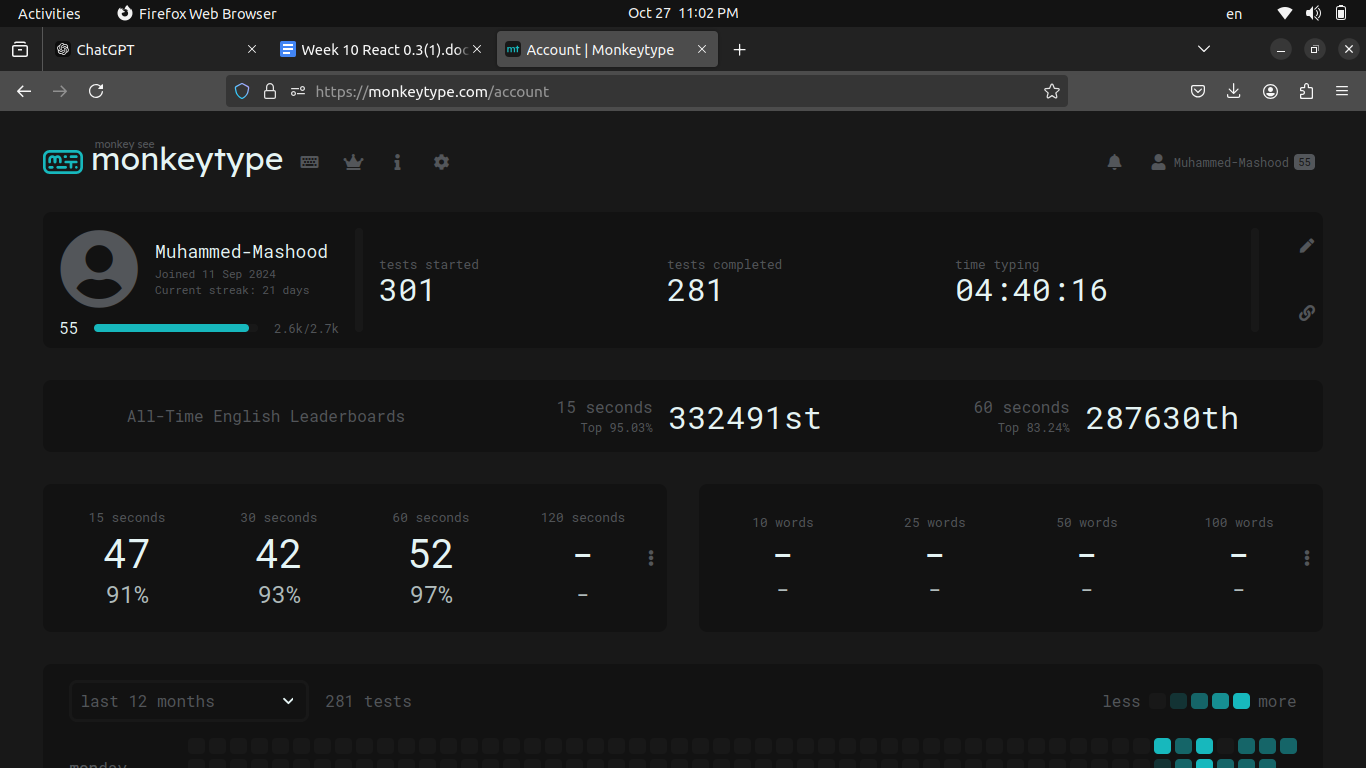 Activities Firefox Web Browser Oct 27 11:02 PM en
ChatGPT Week 10 React 0.3(1).doc Account | Monkeytype
https://monkeytype.com/account
monkey see
monkeytype Muhammed-Mashood 55
Muhammed-Mashood
Joined 11 Sep 2024
Current streak: 21 days
55 2.6k/2.7k
tests started tests completed time typing
301 281 04:40:16
All-Time English Leaderboards
15 seconds
Top 95.03%
332491st
60 seconds
Top 83.24%
287630th
15 seconds 30 seconds 60 seconds 120 seconds
47 42 52 -
91% 93% 97% -
10 words 25 words 50 words 100 words
- - - -
- - - -
last 12 months 281 tests less more
monday